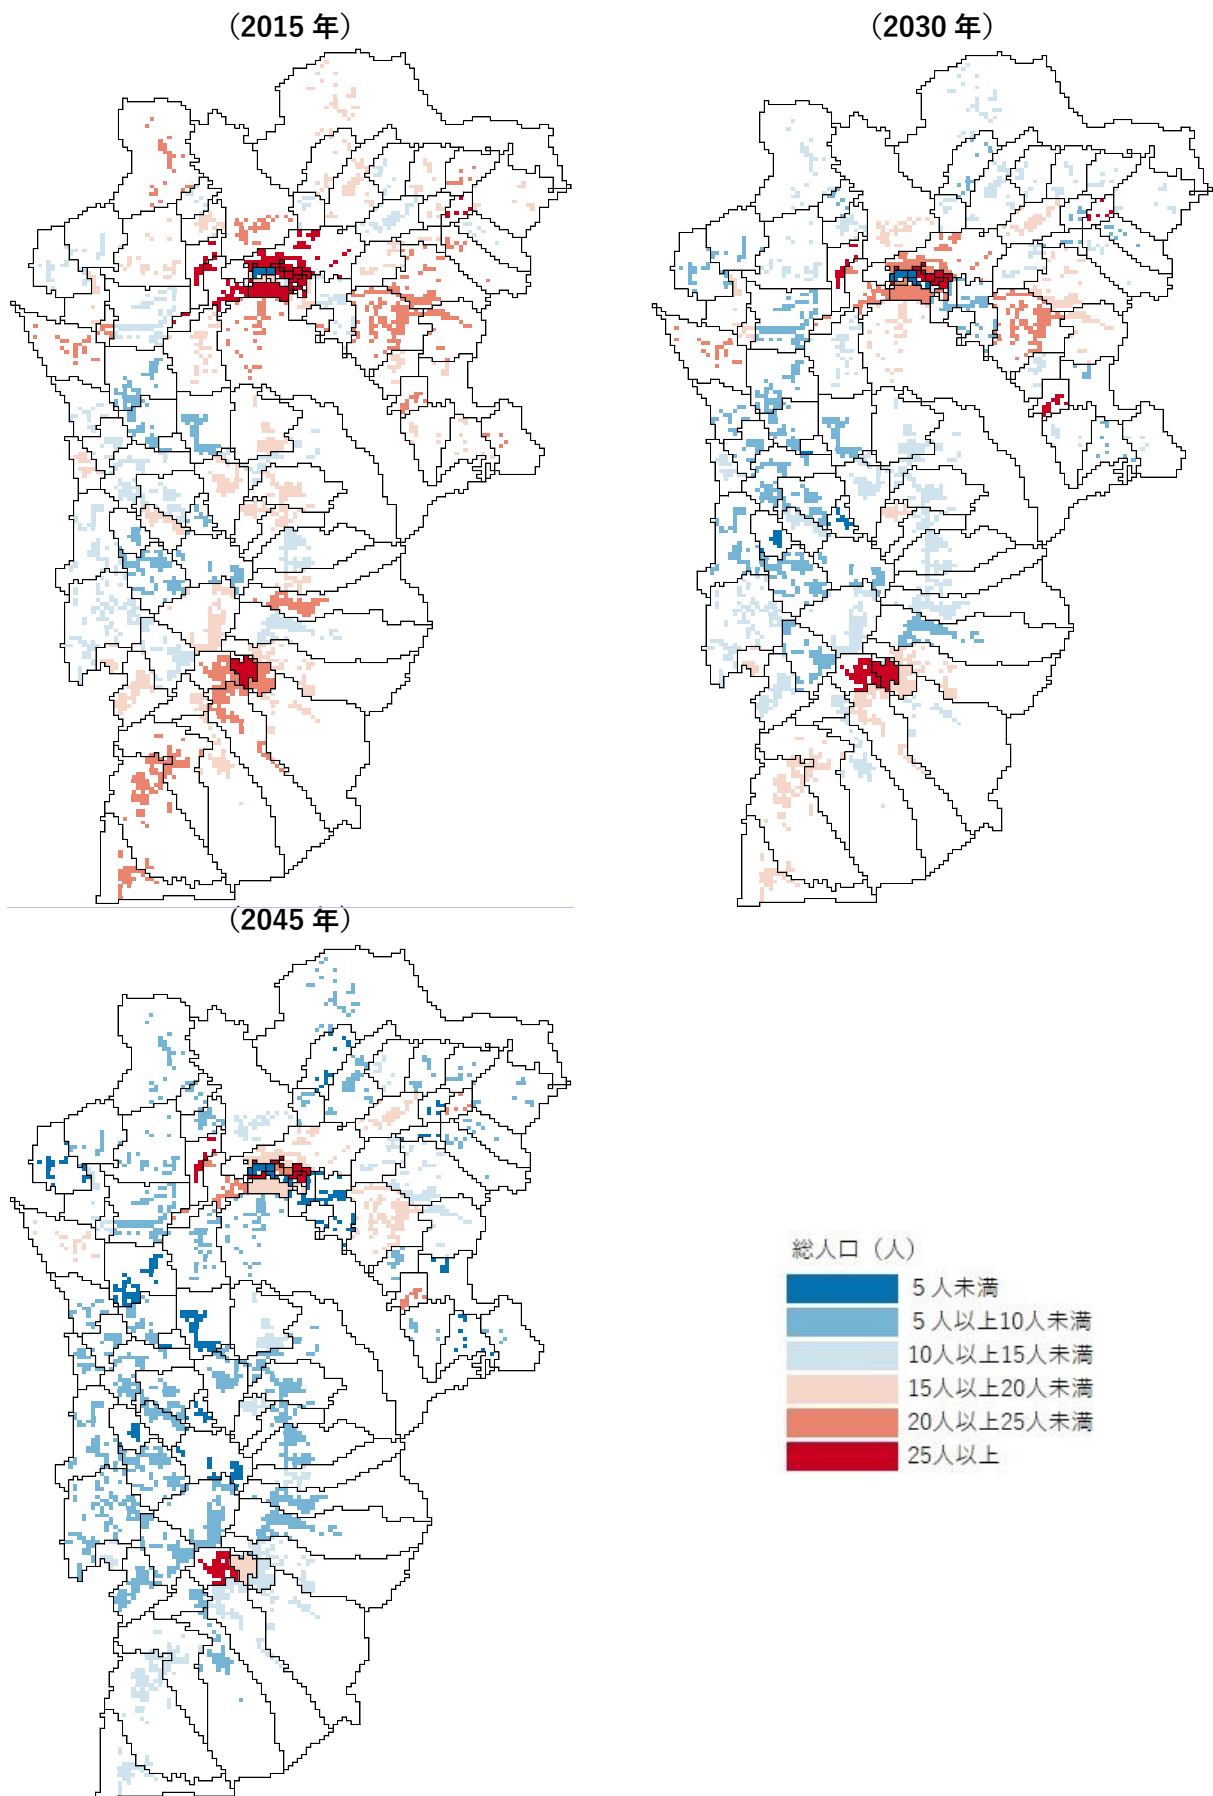 （2015 年）
（2030 年）
（2045 年）
総人口（人）
5 人未満
5 人以上10人未満
10人以上15人未満
15人以上20人未満
20人以上25人未満
25人以上